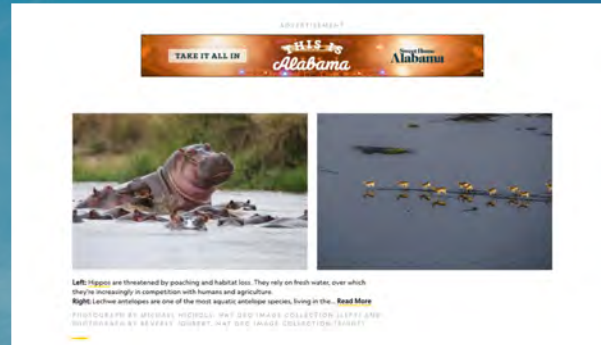 ADVERTISEMENT
TAKE IT ALL IN
THIS IS
Alabama
Sweet Home
Alabama
Left: Hippos are threatened by poaching and habitat loss. They rely on fresh water, over which
they're increasingly in competition with humans and agriculture.
Right: Lechwe antelopes are one of the most aquatic antelope species, living in the... Read More
PHOTOGRAPH BY MICHAEL NICHOLS, NAT GEO IMAGE COLLECTION (LEFT) AND
PHOTOGRAPH BY BEVERLY JOUBERT, NAT GEO IMAGE COLLECTION (RIGHT)